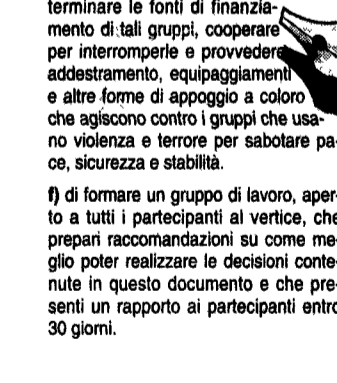 terminare le fonti di finanzia-
mento di tali gruppi, cooperare
per interromperle e provvedere
addestramento, equipaggiamenti
e altre forme di appoggio a coloro
che agiscono contro i gruppi che usa-
no violenza e terrore per sabotare pa-
ce, sicurezza e stabilità.
f) di formare un gruppo di lavoro, aper-
to a tutti i partecipanti al vertice, che
prepari raccomandazioni su come me-
glio poter realizzare le decisioni conte-
nute in questo documento e che pre-
senti un rapporto ai partecipanti entro
30 giorni.